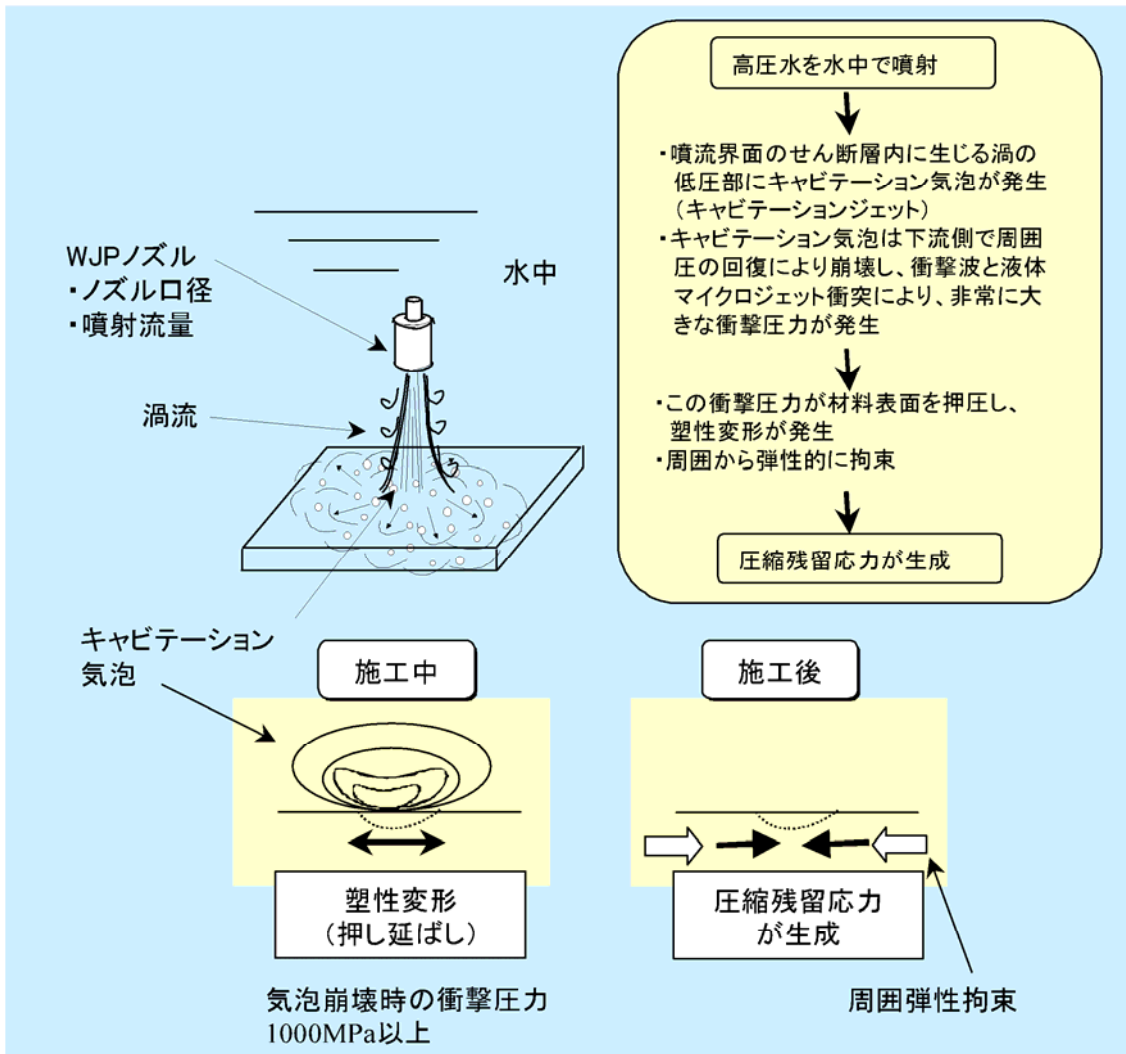 高圧水を水中で噴射
・噴流界面のせん断層内に生じる渦の
低圧部にキャビテーション気泡が発生
（キャビテーションジェット）
・キャビテーション気泡は下流側で周囲
圧の回復により崩壊し、衝撃波と液体
マイクロジェット衝突により、非常に大
きな衝撃圧力が発生
・この衝撃圧力が材料表面を押圧し、
塑性変形が発生
・周囲から弾性的に拘束
圧縮残留応力が生成
WJPノズル
・ノズル口径
・噴射流量
水中
渦流
キャビテーション
気泡
施工中
塑性変形
（押し延ばし）
気泡崩壊時の衝撃圧力
1000MPa以上
施工後
圧縮残留応力
が生成
周囲弾性拘束